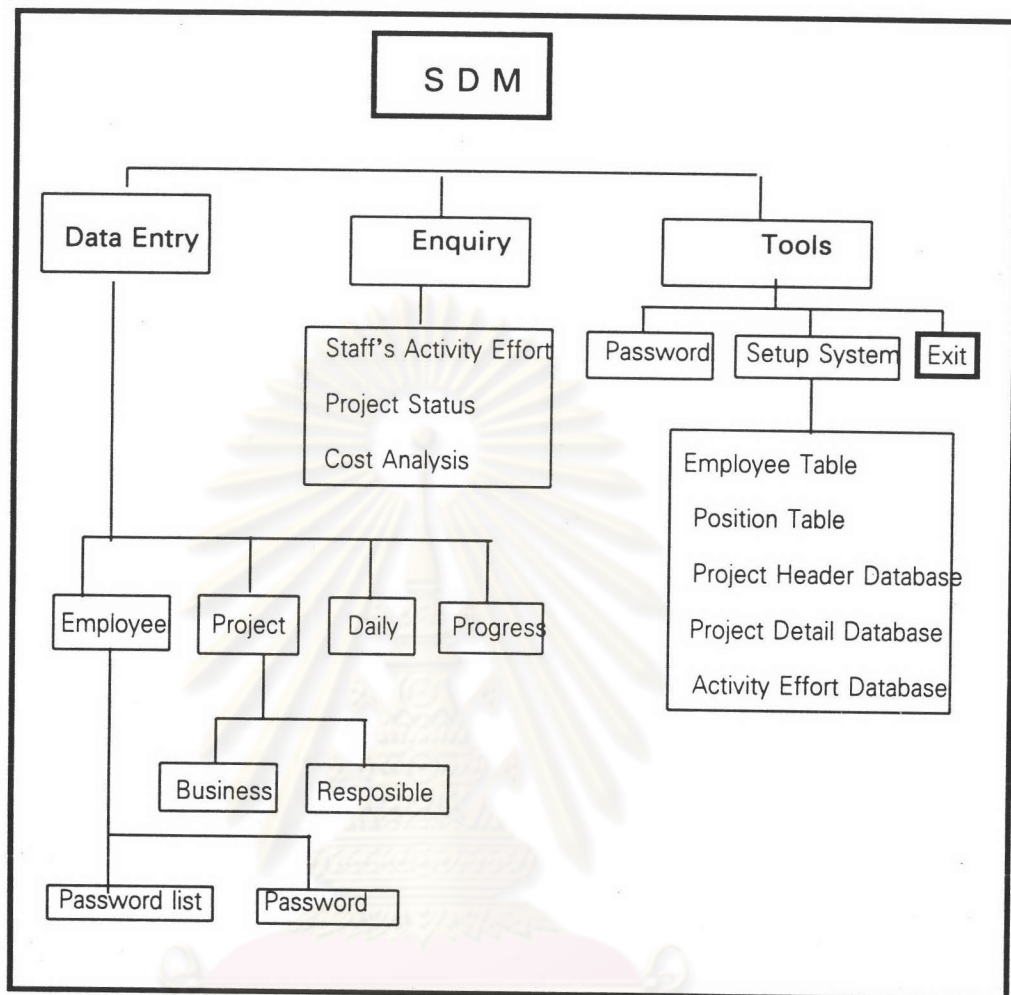 S D M
Data Entry
Enquiry
Tools
Staff's Activity Effort
Project Status
Cost Analysis
Password
Setup System
Exit
Employee Table
Position Table
Project Header Database
Project Detail Database
Activity Effort Database
Employee
Project
Daily
Progress
Business
Resposible
Password list
Password